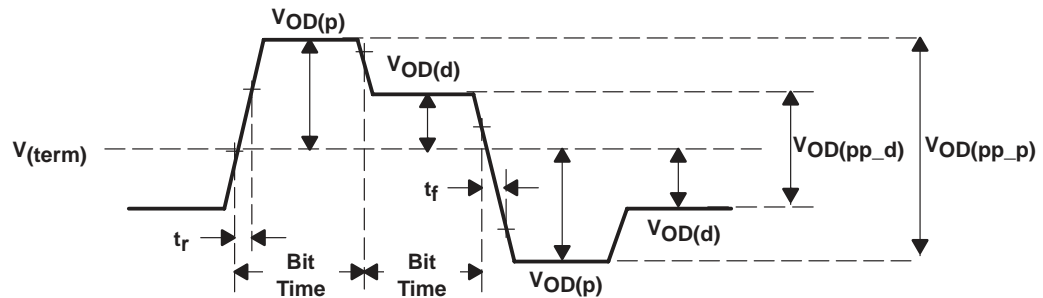 VOD(p)
VOD(d)
V(term)
VOD(pp_d)
VOD(pp_p)
tf
tr
VOD(d)
Bit
Time
Bit
Time
VOD(p)